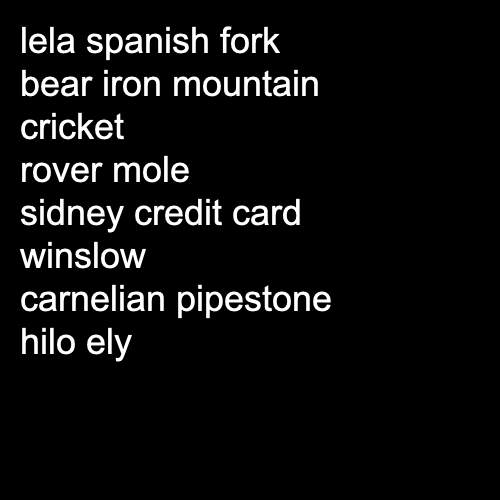 lela spanish fork
bear iron mountain
cricket
rover mole
sidney credit card
winslow
carnelian pipestone
hilo ely